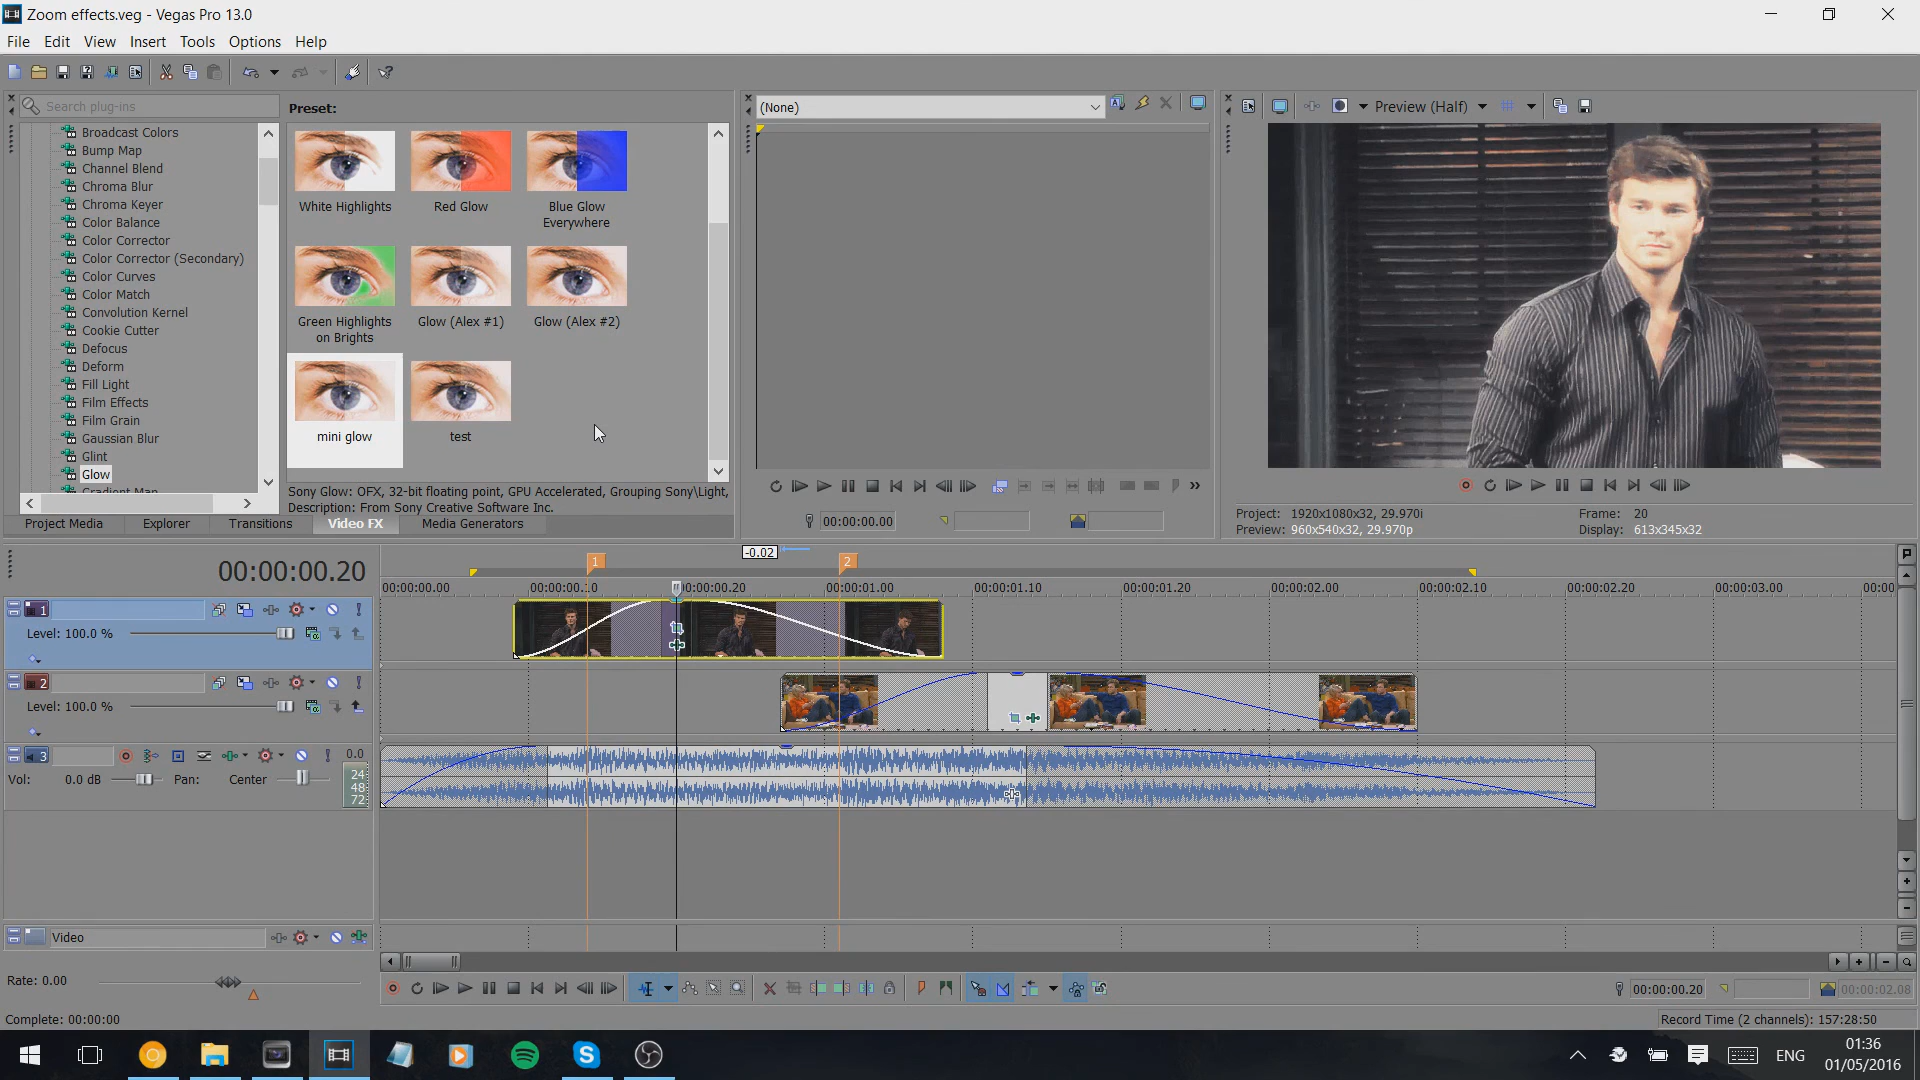 Zoom effects.veg - Vegas Pro 13.0
File Edit View Insert Tools Options Help
Search plug-ins
Broadcast Colors
Bump Map
Channel Blend
Chroma Blur
Chroma Keyer
Color Balance
Color Corrector
Color Corrector (Secondary)
Color Curves
Color Match
Convolution Kernel
Cookie Cutter
Defocus
Deform
Fill Light
Film Effects
Film Grain
Gaussian Blur
Glint
Glow
Gradient Map
Preset:
White Highlights
Red Glow
Blue Glow
Everywhere
Green Highlights
on Brights
Glow (Alex #1)
Glow (Alex #2)
mini glow
test
Sony Glow: OFX, 32-bit floating point, GPU Accelerated, Grouping Sony\Light,
Description: From Sony Creative Software Inc.
Project Media Explorer Transitions Video FX Media Generators
(None)
00:00:00.00
Preview (Half)
Project: 1920x1080x32, 29.970i
Preview: 960x540x32, 29.970p
Frame: 20
Display: 613x345x32
00:00:00.20
-0.02
1
2
00:00:00.00 00:00:00.10 00:00:00.20 00:00:01.00 00:00:01.10 00:00:01.20 00:00:02.00 00:00:02.10 00:00:02.20 00:00:03.00 00:00
1
Level: 100.0 %
2
Level: 100.0 %
3
0.0
Vol: 0.0 dB Pan: Center
24
48
72
Video
Rate: 0.00
00:00:00.20
00:00:02.08
Complete: 00:00:00
Record Time (2 channels): 157:28:50
ENG
01:36
01/05/2016